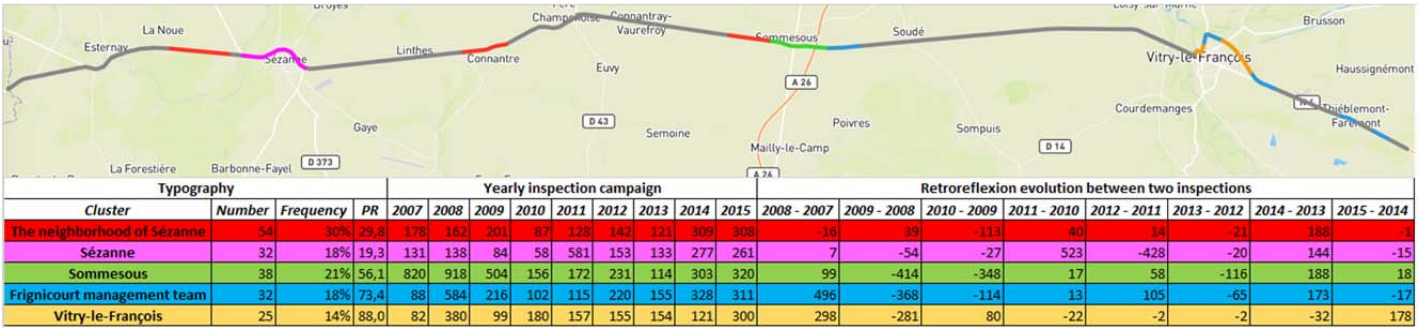 La Noue
Champenoise Connantray-
Vaurefroy
Brusson
Esternay
Linthes
Sommesous
Soudé
Sézanne
Connantre
Vitry-le-François
Euvy
Haussignémont
A 26
Courdemanges
Thiéblemont-
Farémont
Gaye
D 43
Semoine
Poivres
Sompuis
D 14
La Forestière
Barbonne-Fayel
D 373
Mailly-le-Camp
A 26
Typography Yearly inspection campaign Retroreflexion evolution between two inspections
Cluster Number Frequency PR 2007 2008 2009 2010 2011 2012 2013 2014 2015 2008 - 2007 2009 - 2008 2010 - 2009 2011 - 2010 2012 - 2011 2013 - 2012 2014 - 2013 2015 - 2014
The neighborhood of Sézanne 54 30% 29,8 178 162 201 87 128 142 121 309 308 -16 39 -113 40 14 -21 188 -1
Sézanne 32 18% 19,3 131 138 84 58 581 153 133 277 261 7 -54 -27 523 -428 -20 144 -15
Sommesous 38 21% 56,1 820 918 504 156 172 231 114 303 320 99 -414 -348 17 58 -116 188 18
Frignicourt management team 32 18% 73,4 88 584 216 102 115 220 155 328 311 496 -368 -114 13 105 -65 173 -17
Vitry-le-François 25 14% 88,0 82 380 99 180 157 155 154 121 300 298 -281 80 -22 -2 -2 -32 178